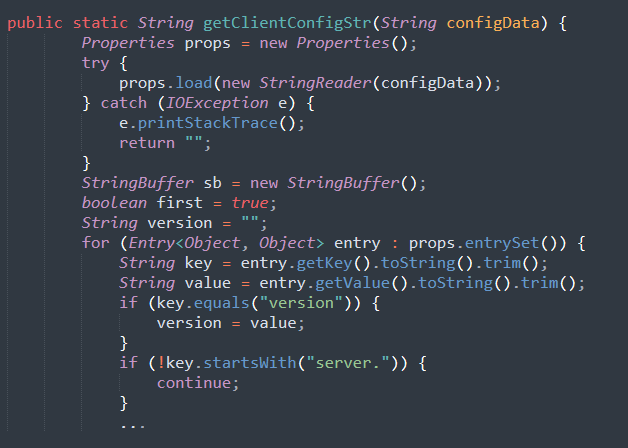 public static String getClientConfigStr(String configData) {
Properties props = new Properties();
try {
props.load(new StringReader(configData));
} catch (IOException e) {
e.printStackTrace();
return "";
}
StringBuffer sb = new StringBuffer();
boolean first = true;
String version = "";
for (Entry<Object, Object> entry : props.entrySet()) {
String key = entry.getKey().toString().trim();
String value = entry.getValue().toString().trim();
if (key.equals("version")) {
version = value;
}
if (!key.startsWith("server.")) {
continue;
}
...